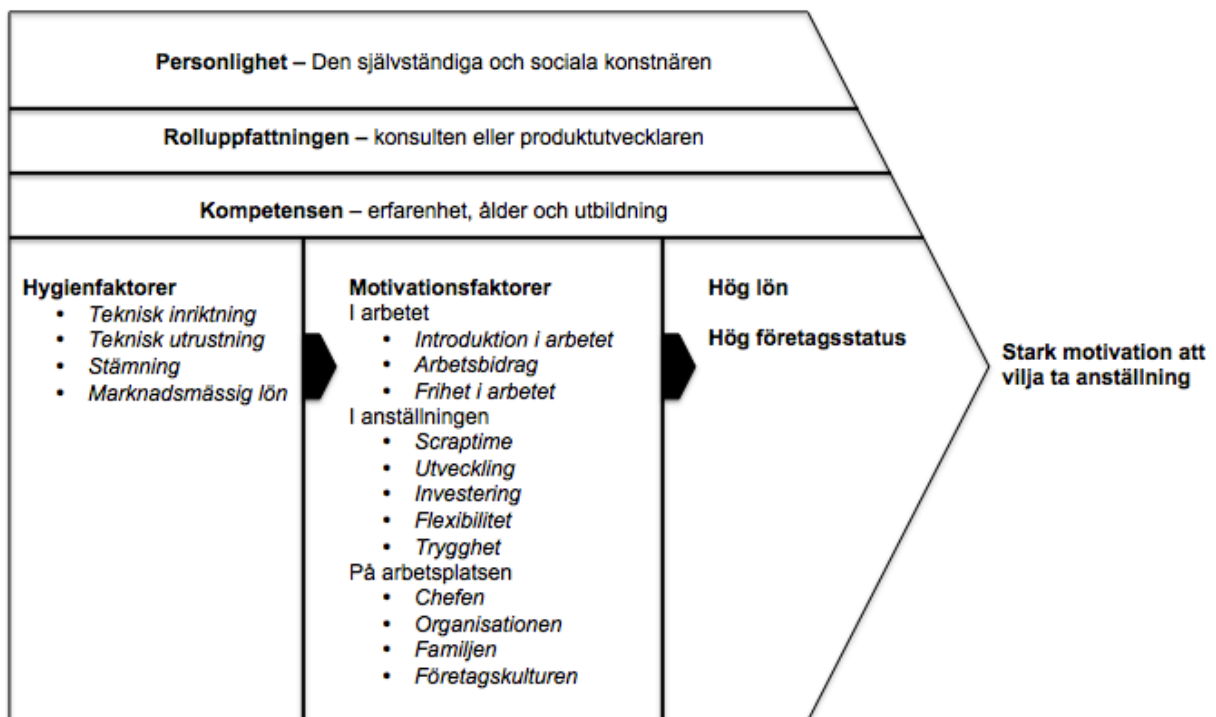 Personlighet – Den självständiga och sociala konstnären
Rolluppfattningen – konsulten eller produktutvecklaren
Kompetensen – erfarenhet, ålder och utbildning
Hygienfaktorer
• Teknisk inriktning
• Teknisk utrustning
• Stämning
• Marknadsmässig lön
Motivationsfaktorer
I arbetet
• Introduktion i arbetet
• Arbetsbidrag
• Frihet i arbetet
I anställningen
• Scraptime
• Utveckling
• Investering
• Flexibilitet
• Trygghet
På arbetsplatsen
• Chefen
• Organisationen
• Familjen
• Företagskulturen
Hög lön
Hög företagsstatus
Stark motivation att
vilja ta anställning